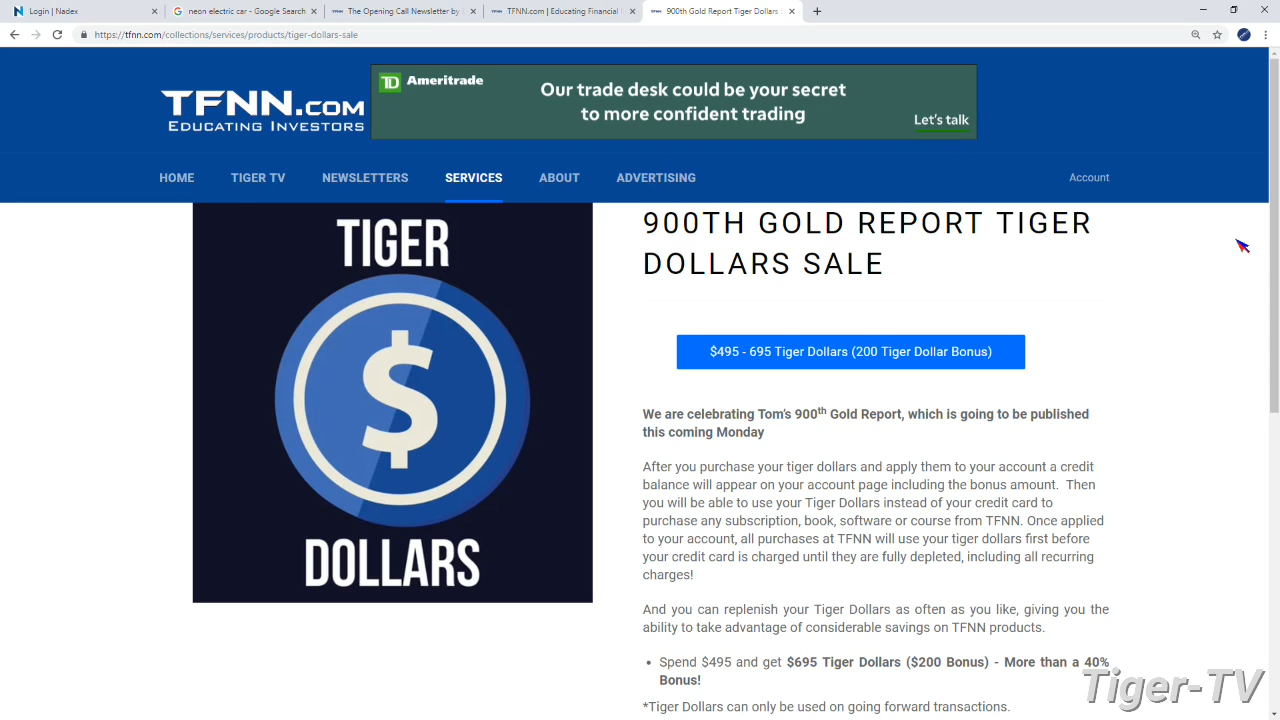 Login | Nadex
neon electric car - Google Search
The Opening Call Newsletter by
TFNN.com | Educating Financial
900th Gold Report Tiger Dollars
https://tfnn.com/collections/services/products/tiger-dollars-sale
TFNN.COM
EDUCATING INVESTORS
TD Ameritrade
Our trade desk could be your secret
to more confident trading
Let's talk
HOME
TIGER TV
NEWSLETTERS
SERVICES
ABOUT
ADVERTISING
Account
TIGER
$
DOLLARS
900TH GOLD REPORT TIGER
DOLLARS SALE
$495 - 695 Tiger Dollars (200 Tiger Dollar Bonus)
We are celebrating Tom's 900th Gold Report, which is going to be published
this coming Monday
After you purchase your tiger dollars and apply them to your account a credit
balance will appear on your account page including the bonus amount. Then
you will be able to use your Tiger Dollars instead of your credit card to
purchase any subscription, book, software or course from TFNN. Once applied
to your account, all purchases at TFNN will use your tiger dollars first before
your credit card is charged until they are fully depleted, including all recurring
charges!
And you can replenish your Tiger Dollars as often as you like, giving you the
ability to take advantage of considerable savings on TFNN products.
• Spend $495 and get $695 Tiger Dollars ($200 Bonus) - More than a 40%
Bonus!
*Tiger Dollars can only be used on going forward transactions.
Tiger-TV